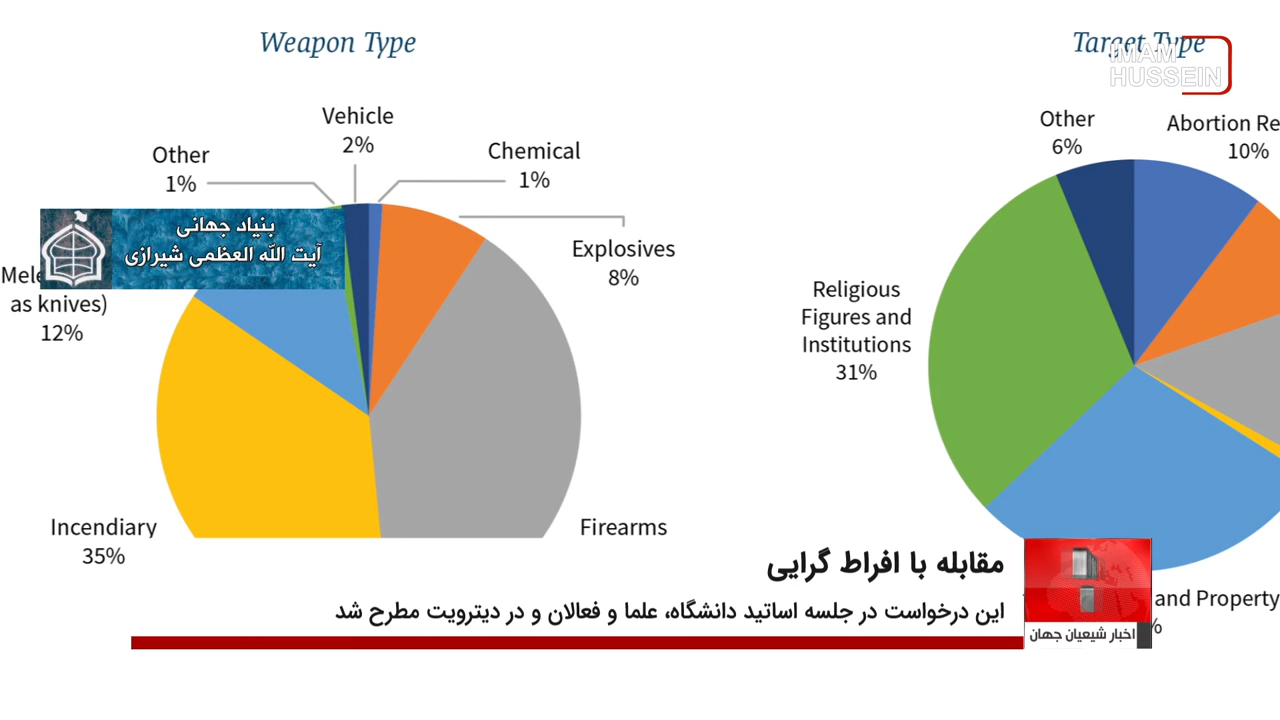 Weapon Type
Target Type
IMAM
HUSSEIN
Vehicle
2%
Other
1%
Chemical
1%
Explosives
8%
بنیاد جهانی
آیت الله العظمی شیرازی
as knives)
12%
Incendiary
35%
Firearms
Other
6%
Abortion
10%
Religious
Figures and
Institutions
31%
and Property
%
مقابله با افراط گرایی
این درخواست در جلسه اساتید دانشگاه، علما و فعالان و در دیترویت مطرح شد
اخبار شیعیان جهان